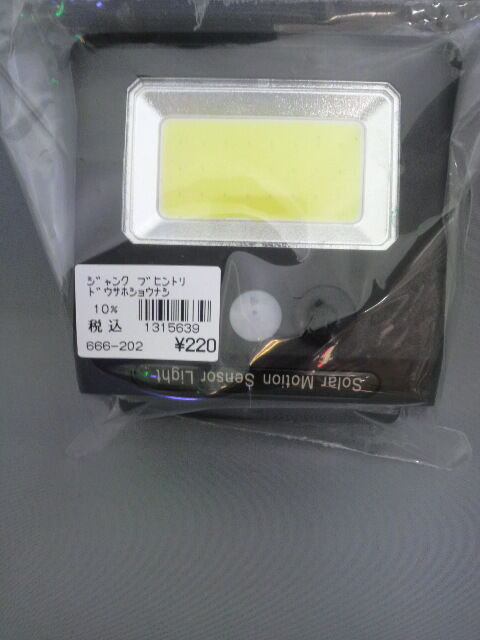 ジャンク ブヒントリ
ドウサホショウナシ
10%
税込 1315639
666-202 ¥220
Solar Motion Sensor Light